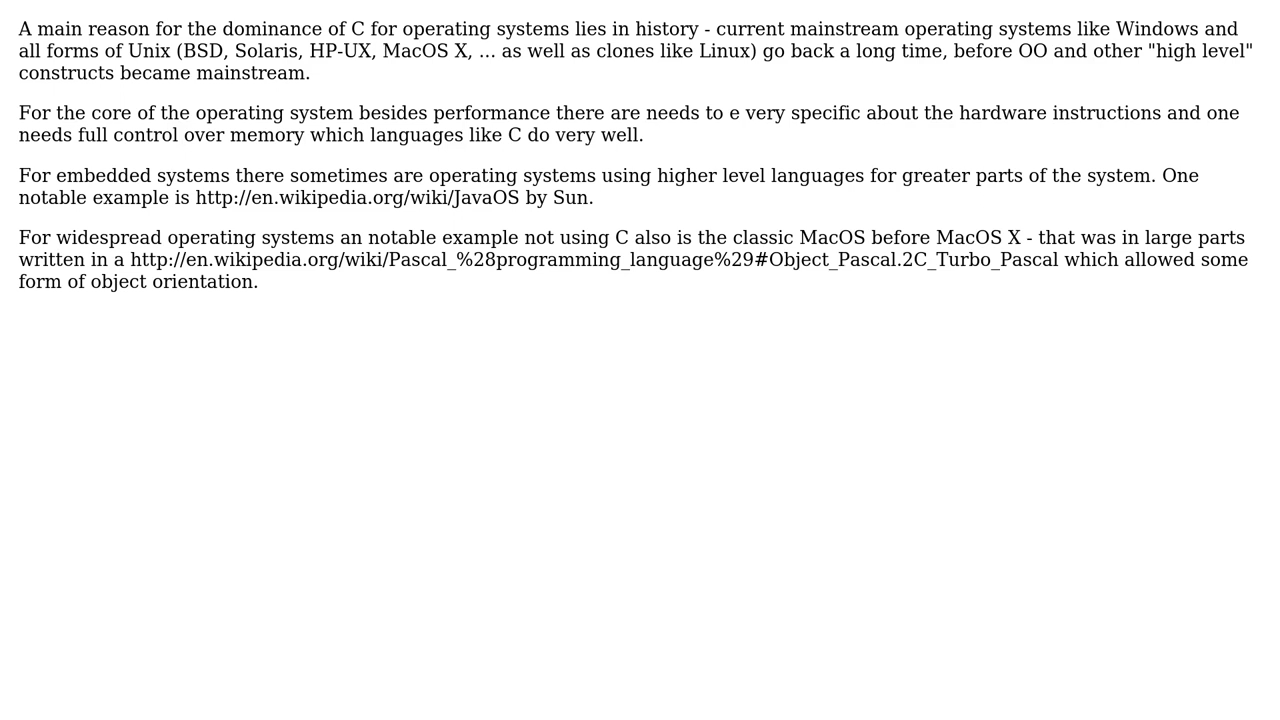 A main reason for the dominance of C for operating systems lies in history - current mainstream operating systems like Windows and
all forms of Unix (BSD, Solaris, HP-UX, MacOS X, ... as well as clones like Linux) go back a long time, before OO and other "high level"
constructs became mainstream.
For the core of the operating system besides performance there are needs to e very specific about the hardware instructions and one
needs full control over memory which languages like C do very well.
For embedded systems there sometimes are operating systems using higher level languages for greater parts of the system. One
notable example is http://en.wikipedia.org/wiki/JavaOS by Sun.
For widespread operating systems an notable example not using C also is the classic MacOS before MacOS X - that was in large parts
written in a http://en.wikipedia.org/wiki/Pascal_%28programming_language%29#Object_Pascal.2C_Turbo_Pascal which allowed some
form of object orientation.